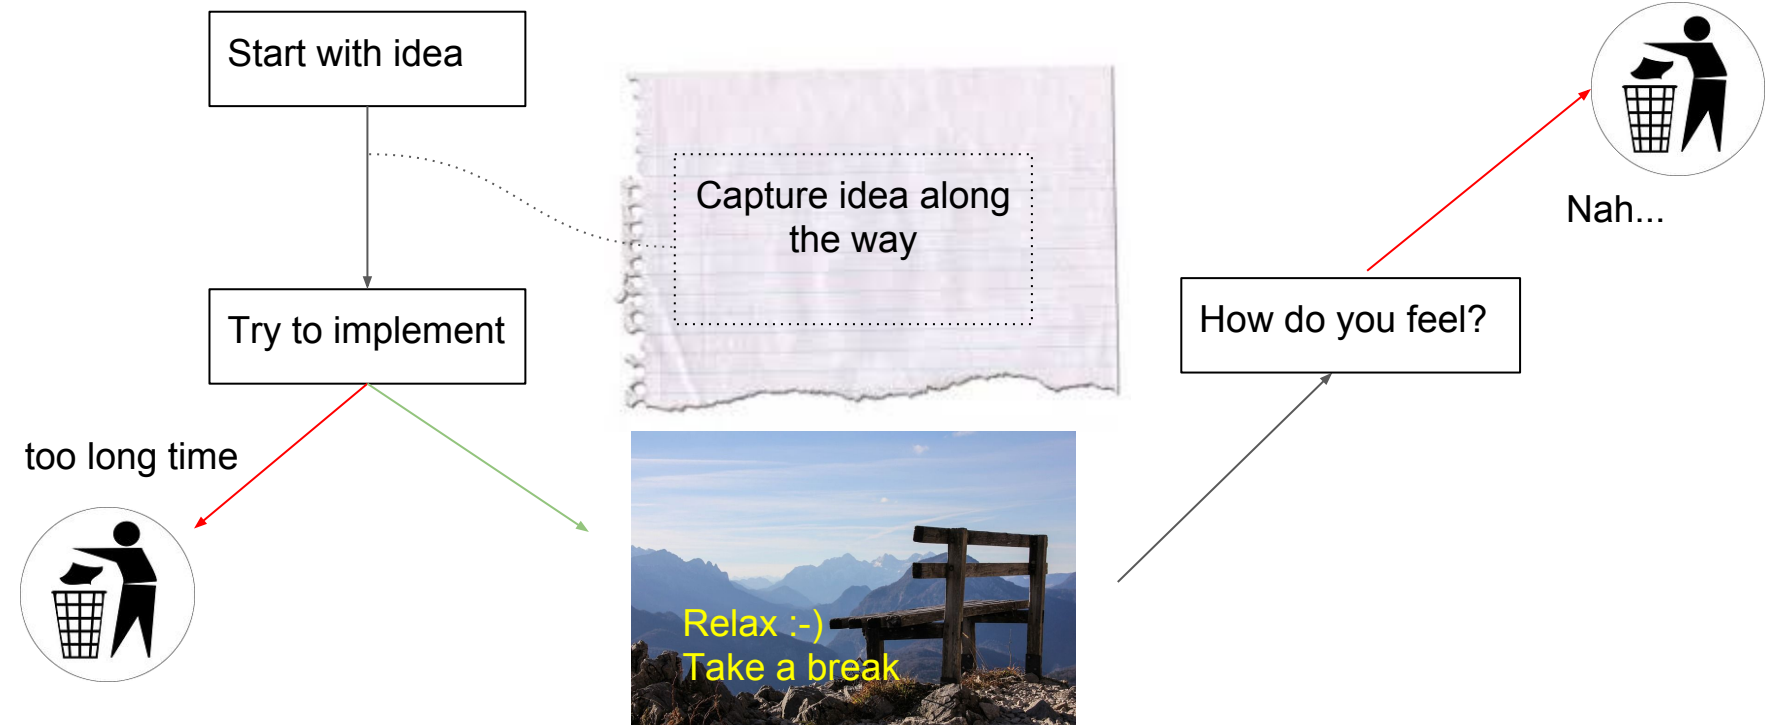 Start with idea
Capture idea along
the way
Nah...
Try to implement
How do you feel?
too long time
Relax :-)
Take a break